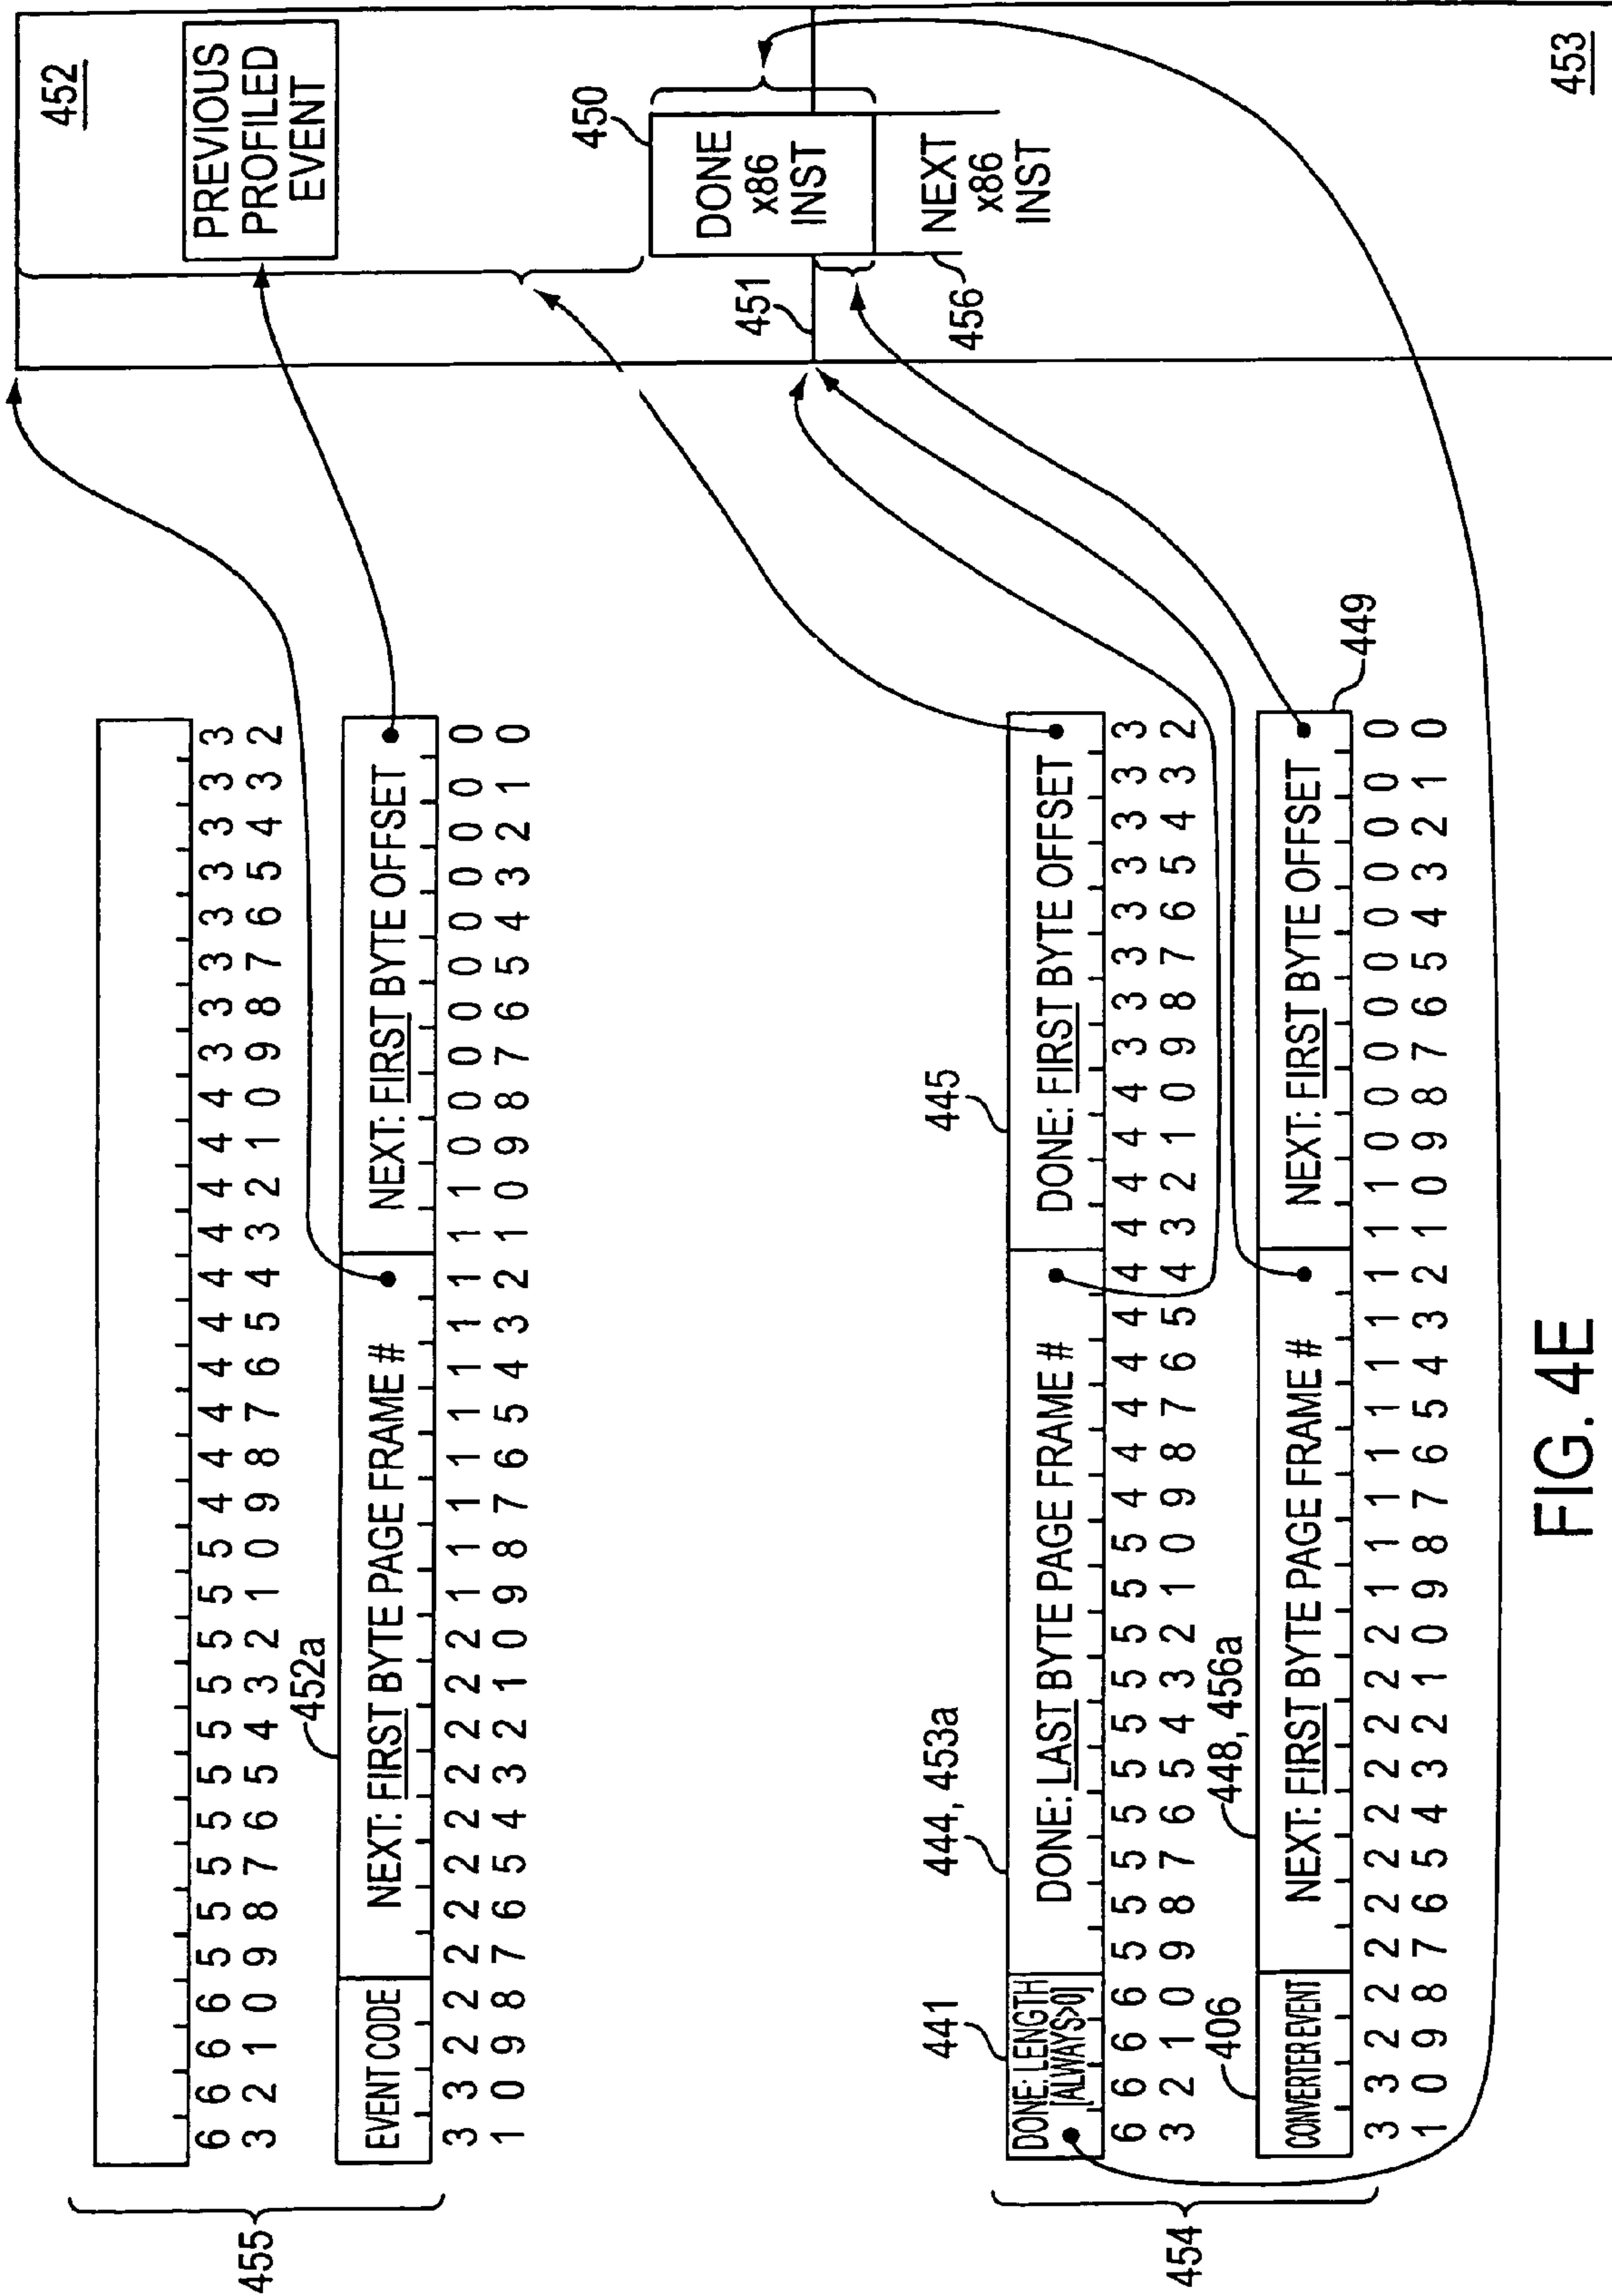 455
6 6 6 6 5 5 5 5 5 5 5 5 5 5 4 4 4 4 4 4 4 4 4 4 3 3 3 3 3 3 3 3
3 2 1 0 9 8 7 6 5 4 3 2 1 0 9 8 7 6 5 4 3 2 1 0 9 8 7 6 5 4 3 2
452a
EVENT CODE
NEXT: FIRST BYTE PAGE FRAME #
NEXT: FIRST BYTE OFFSET
3 3 2 2 2 2 2 2 2 2 2 2 1 1 1 1 1 1 1 1 1 1 0 0 0 0 0 0 0 0 0 0
1 0 9 8 7 6 5 4 3 2 1 0 9 8 7 6 5 4 3 2 1 0 9 8 7 6 5 4 3 2 1 0
452
PREVIOUS
PROFILED
EVENT
450
DONE
x86
INST
451
456
NEXT
x86
INST
453
454
441
444, 453a
445
DONE: LENGTH
[ALWAYS>0]
DONE: LAST BYTE PAGE FRAME #
DONE: FIRST BYTE OFFSET
6 6 6 6 5 5 5 5 5 5 5 5 5 5 4 4 4 4 4 4 4 4 4 4 3 3 3 3 3 3 3 3
3 2 1 0 9 8 7 6 5 4 3 2 1 0 9 8 7 6 5 4 3 2 1 0 9 8 7 6 5 4 3 2
406
448, 456a
CONVERTER EVENT
NEXT: FIRST BYTE PAGE FRAME #
NEXT: FIRST BYTE OFFSET
449
3 3 2 2 2 2 2 2 2 2 2 2 1 1 1 1 1 1 1 1 1 1 0 0 0 0 0 0 0 0 0 0
1 0 9 8 7 6 5 4 3 2 1 0 9 8 7 6 5 4 3 2 1 0 9 8 7 6 5 4 3 2 1 0
FIG. 4E